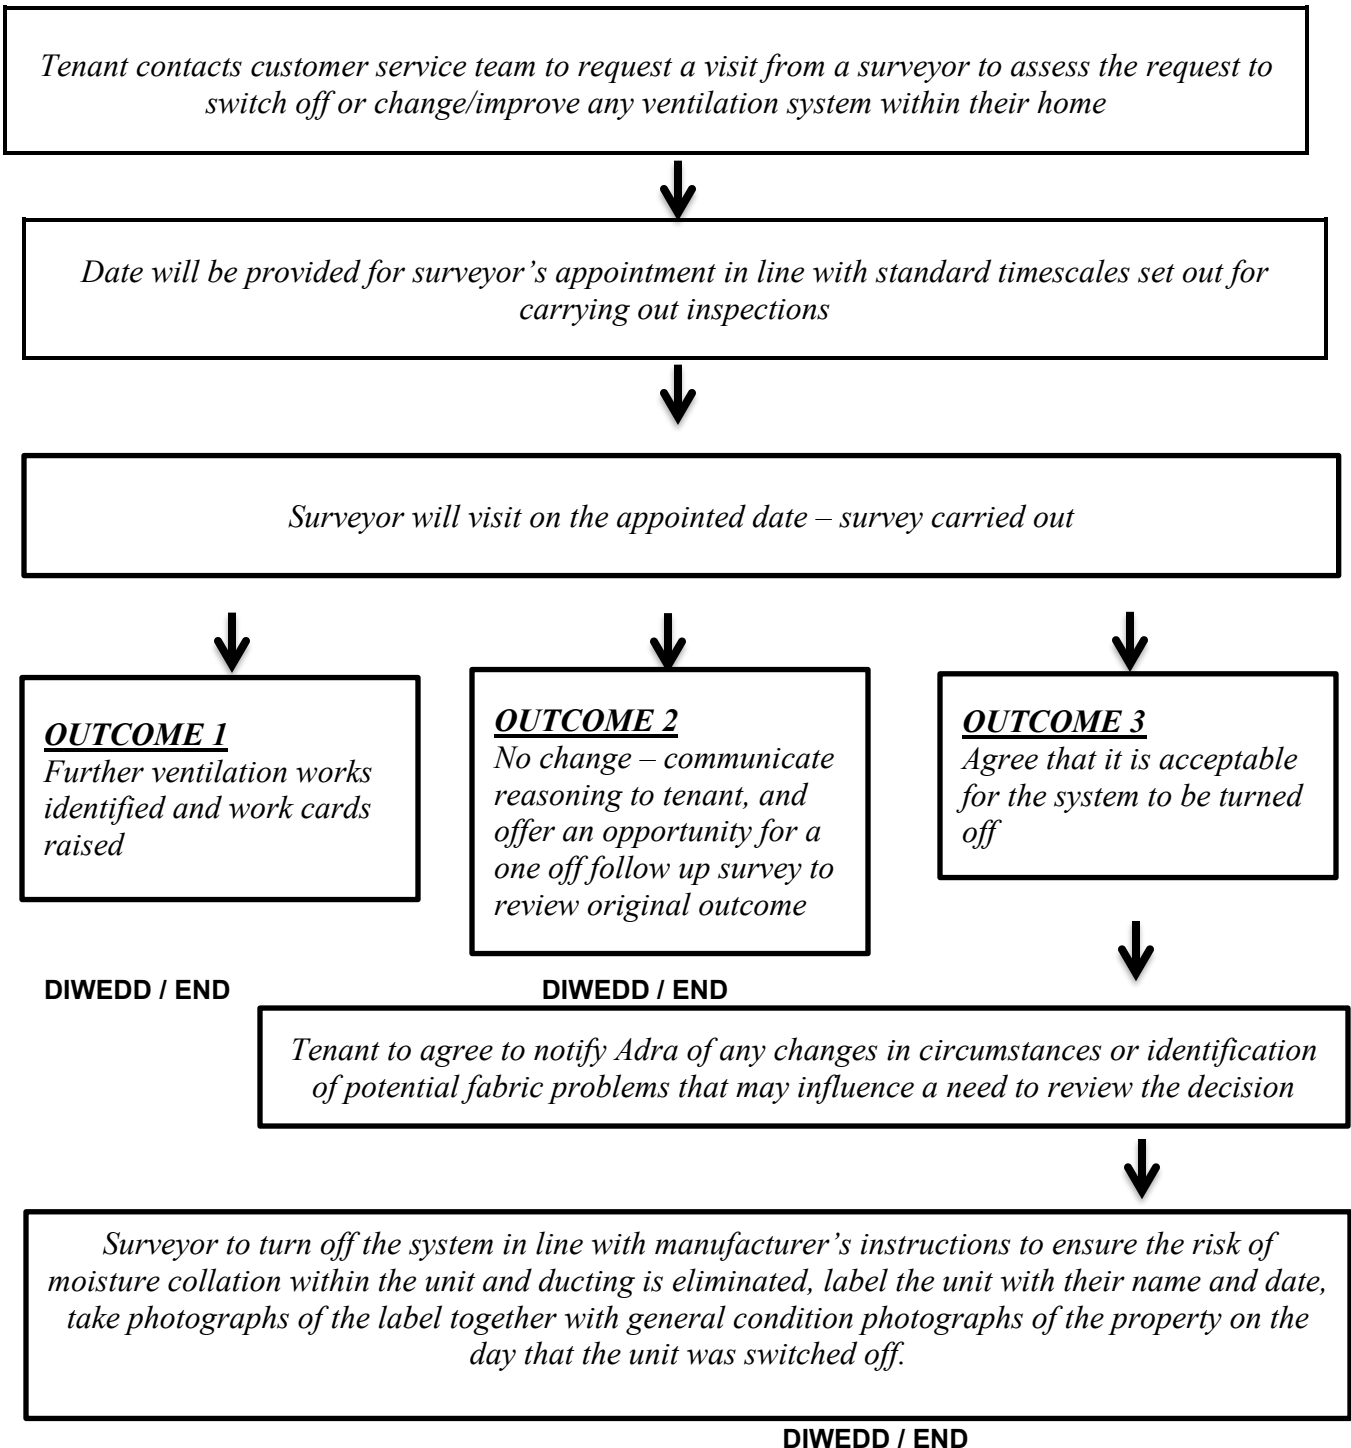 Tenant contacts customer service team to request a visit from a surveyor to assess the request to
switch off or change/improve any ventilation system within their home
Date will be provided for surveyor’s appointment in line with standard timescales set out for
carrying out inspections
Surveyor will visit on the appointed date – survey carried out
OUTCOME 1
Further ventilation works
identified and work cards
raised
OUTCOME 2
No change – communicate
reasoning to tenant, and
offer an opportunity for a
one off follow up survey to
review original outcome
OUTCOME 3
Agree that it is acceptable
for the system to be turned
off
DIWEDD / END
DIWEDD / END
Tenant to agree to notify Adra of any changes in circumstances or identification
of potential fabric problems that may influence a need to review the decision
Surveyor to turn off the system in line with manufacturer’s instructions to ensure the risk of
moisture collation within the unit and ducting is eliminated, label the unit with their name and date,
take photographs of the label together with general condition photographs of the property on the
day that the unit was switched off.
DIWEDD / END